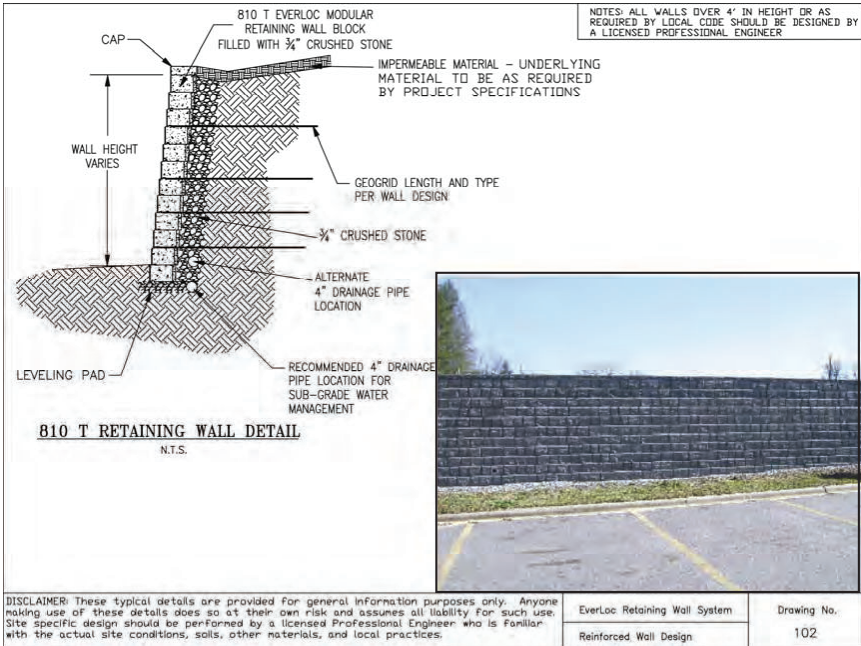 810 T EVERLOC MODULAR
RETAINING WALL BLOCK
FILLED WITH ¾" CRUSHED STONE
CAP
NOTES: ALL WALLS OVER 4' IN HEIGHT OR AS
REQUIRED BY LOCAL CODE SHOULD BE DESIGNED BY
A LICENSED PROFESSIONAL ENGINEER
IMPERMEABLE MATERIAL - UNDERLYING
MATERIAL TO BE AS REQUIRED
BY PROJECT SPECIFICATIONS
WALL HEIGHT
VARIES
GEOGRID LENGTH AND TYPE
PER WALL DESIGN
¾" CRUSHED STONE
ALTERNATE
4" DRAINAGE PIPE
LOCATION
LEVELING PAD
RECOMMENDED 4" DRAINAGE
PIPE LOCATION FOR
SUB-GRADE WATER
MANAGEMENT
810 T RETAINING WALL DETAIL
N.T.S.
DISCLAIMER: These typical details are provided for general information purposes only. Anyone
making use of these details does so at their own risk and assumes all liability for such use.
Site specific design should be performed by a licensed Professional Engineer who is familiar
with the actual site conditions, soils, other materials, and local practices.
EverLoc Retaining Wall System
Reinforced Wall Design
Drawing No.
102